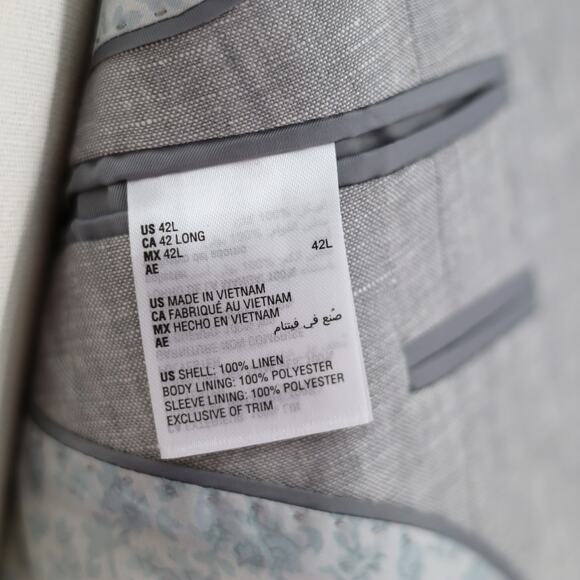 US 42L
CA 42 LONG
MX 42L
AE 42L
US MADE IN VIETNAM
CA FABRIQUÉ AU VIETNAM
MX HECHO EN VIETNAM
AE صُنع في فيتنام
US SHELL: 100% LINEN
BODY LINING: 100% POLYESTER
SLEEVE LINING: 100% POLYESTER
EXCLUSIVE OF TRIM